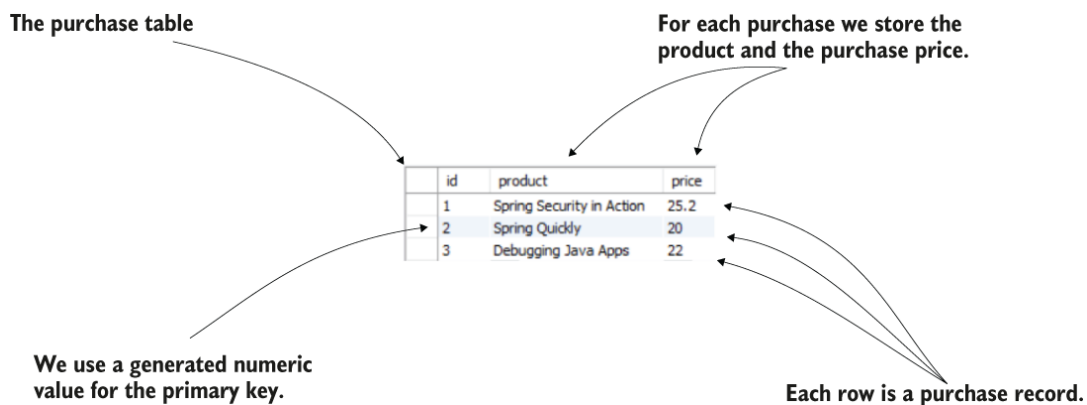 The purchase table
For each purchase we store the
product and the purchase price.
id product price
1 Spring Security in Action 25.2
2 Spring Quickly 20
3 Debugging Java Apps 22
We use a generated numeric
value for the primary key.
Each row is a purchase record.